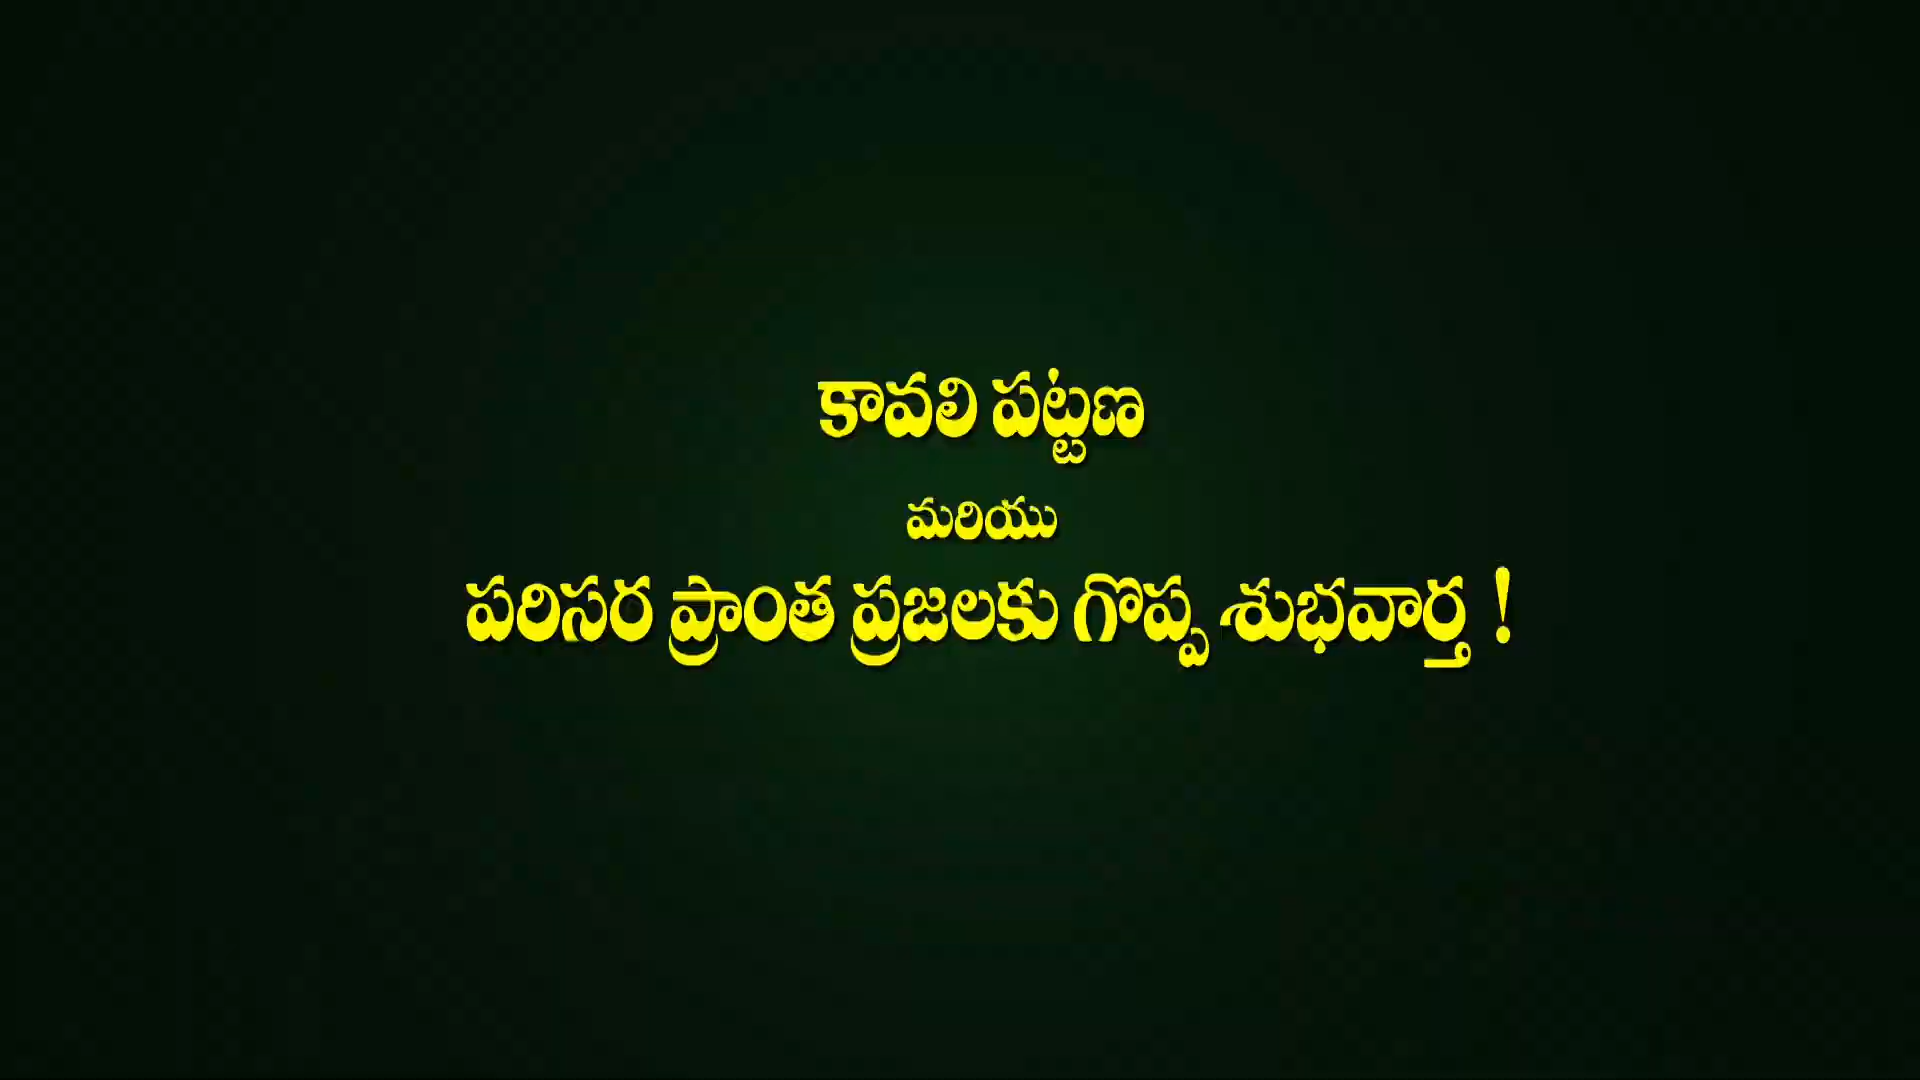 కావలి పట్టణ
మరియు
పరిసర ప్రాంత ప్రజలకు గొప్ప శుభవార్త !